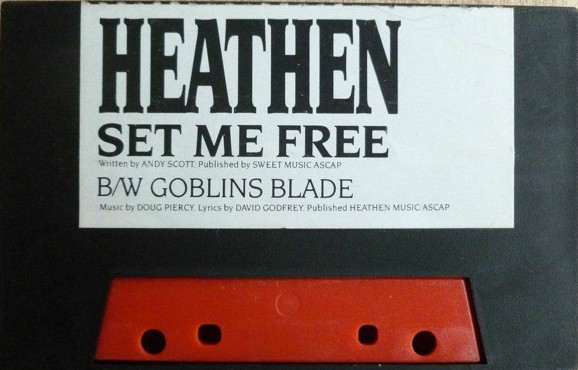 HEATHEN
SET ME FREE
Written by ANDY SCOTT. Published by SWEET MUSIC ASCAP
B/W GOBLINS BLADE
Music by DOUG PIERCY. Lyrics by DAVID GODFREY. Published HEATHEN MUSIC/ASCAP